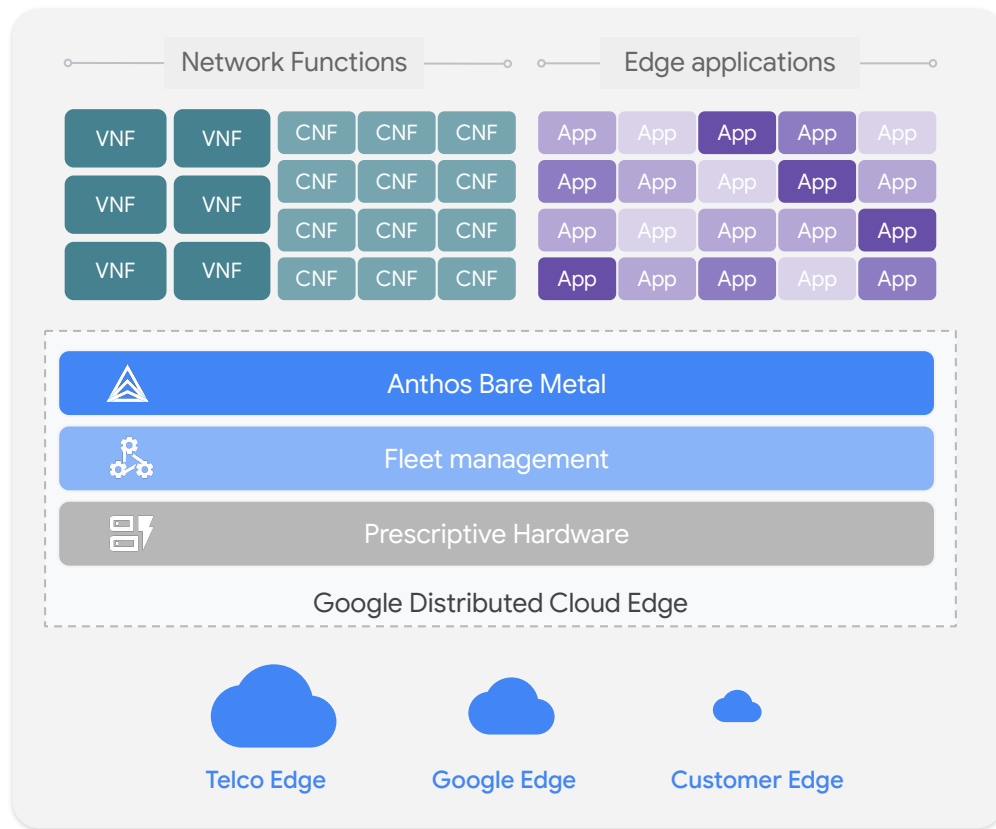 Network Functions
Edge applications
VNF VNF CNF CNF CNF App App App App App
VNF VNF CNF CNF CNF App App App App App
VNF VNF CNF CNF CNF App App App App App
CNF CNF CNF App App App App App
Anthos Bare Metal
Fleet management
Prescriptive Hardware
Google Distributed Cloud Edge
Telco Edge
Google Edge
Customer Edge